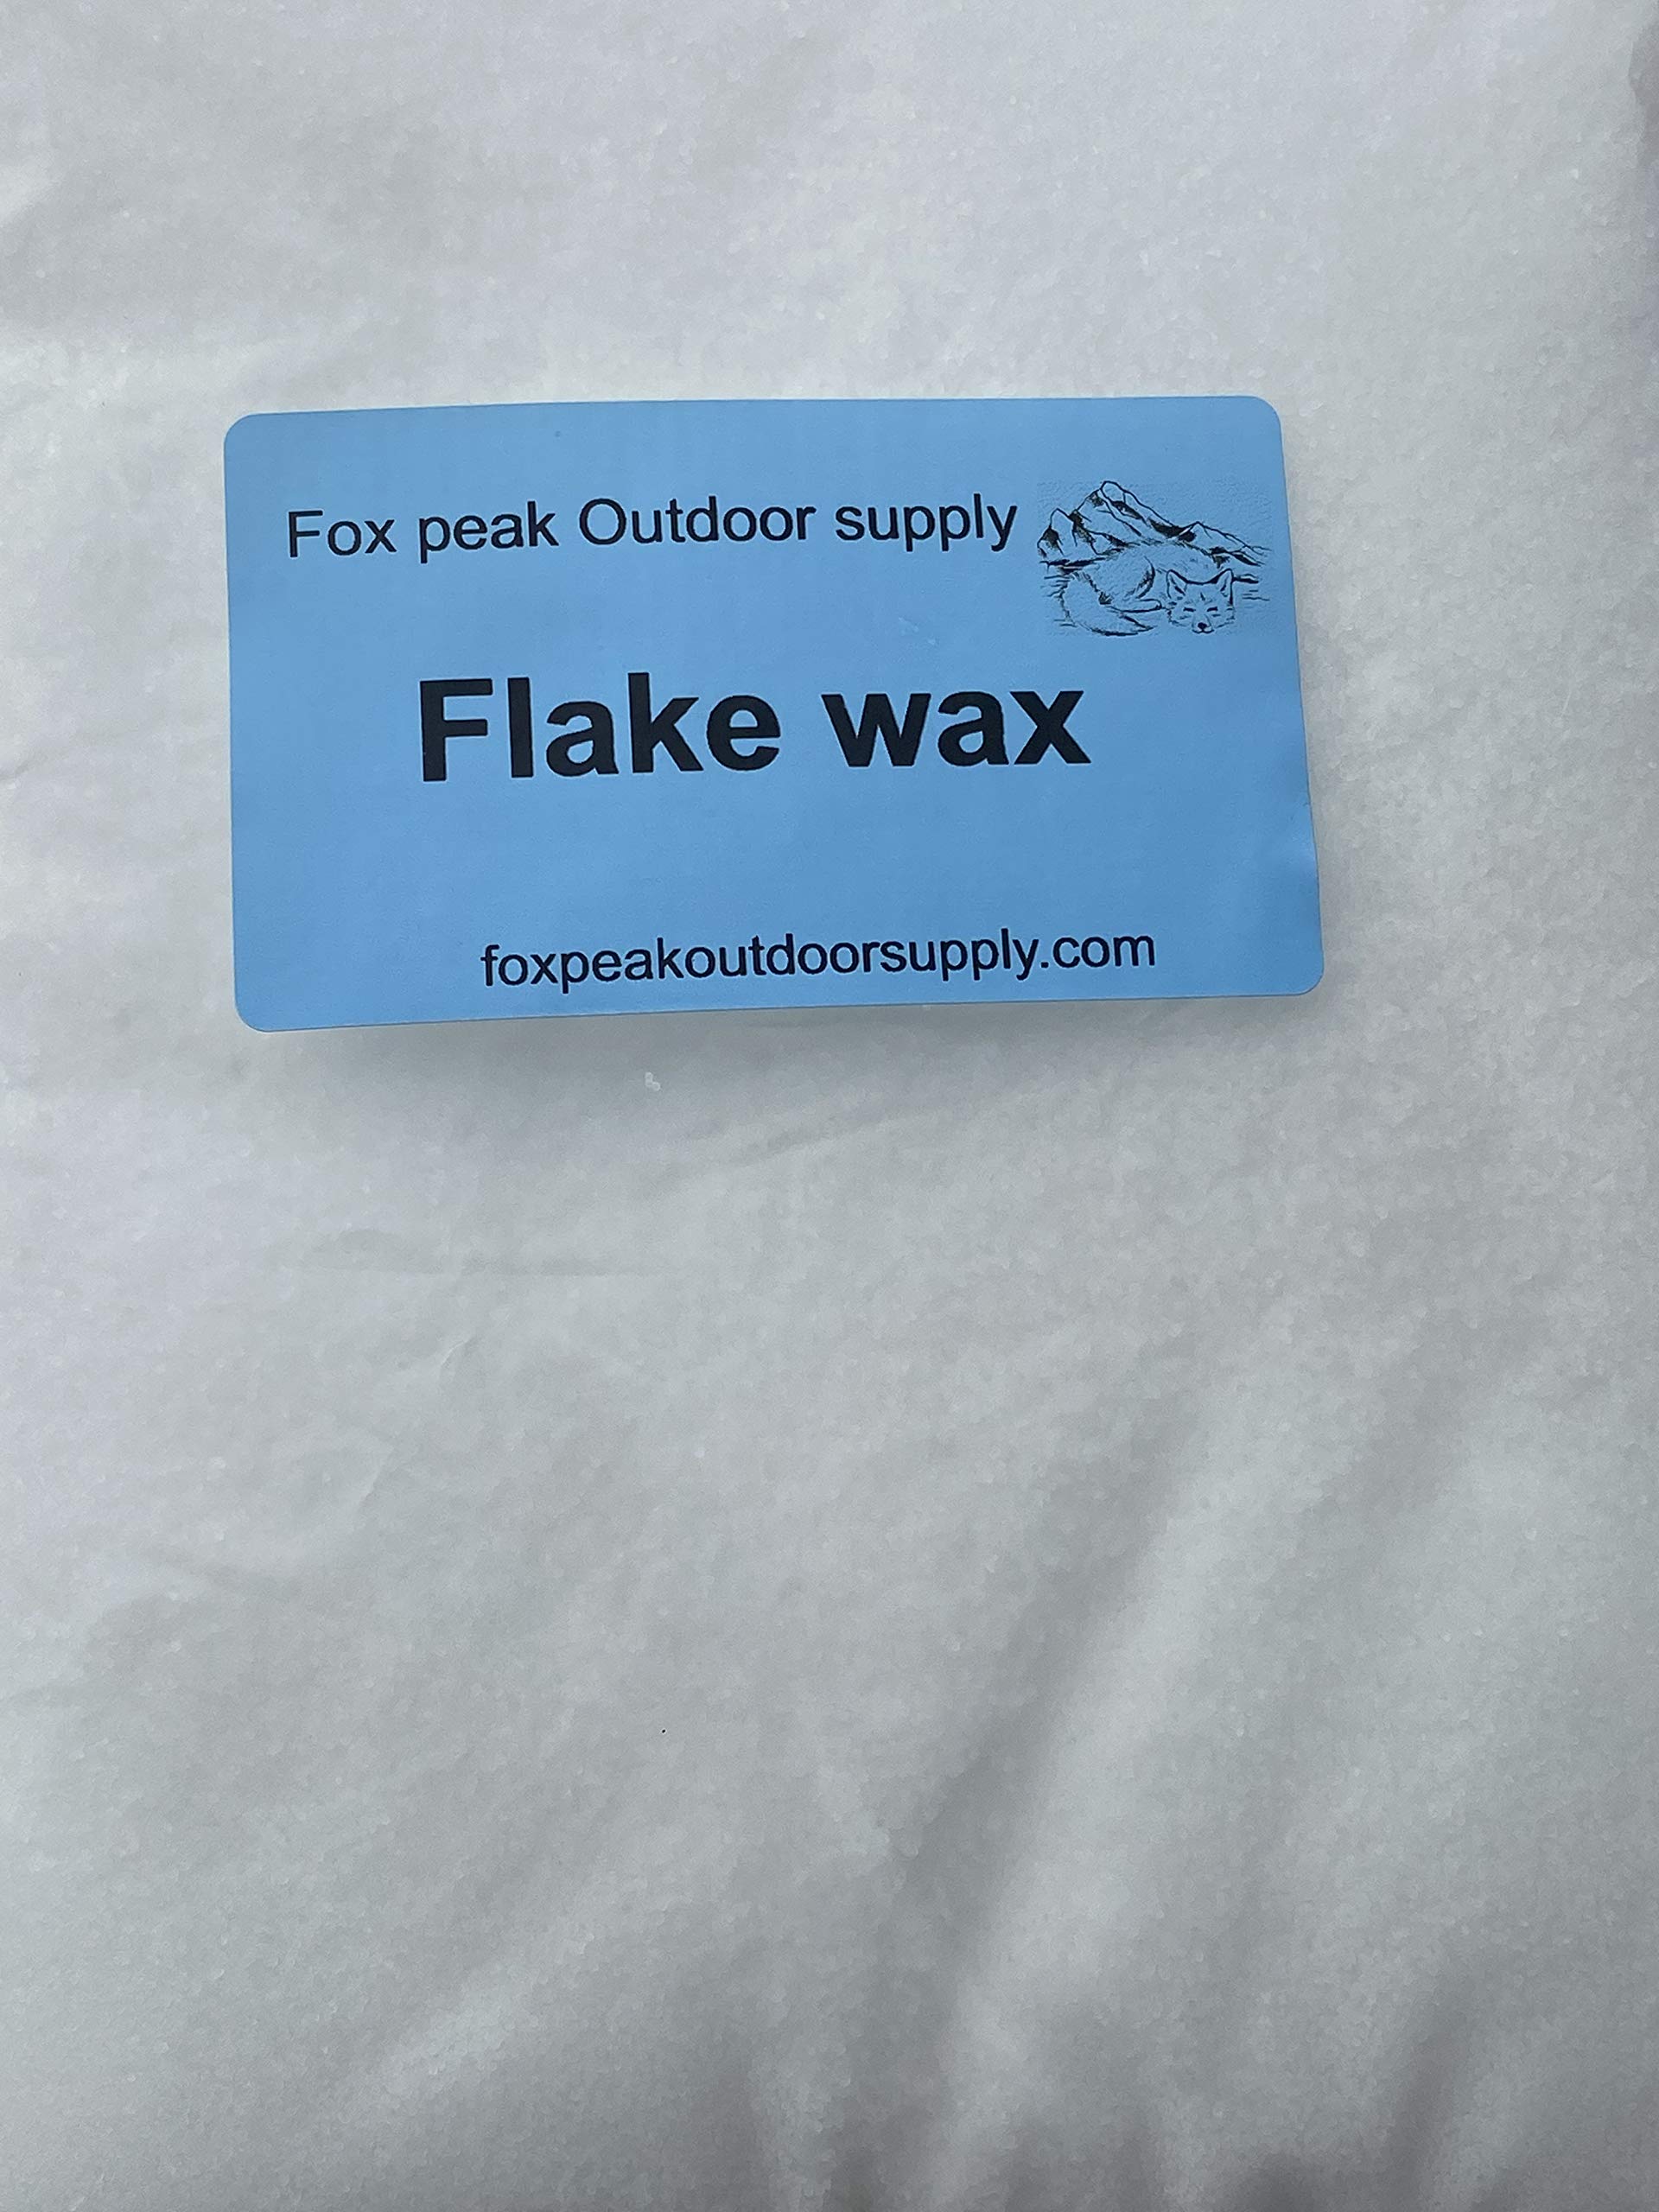 Fox peak Outdoor supply
Flake wax
foxpeakoutdoorsupply.com